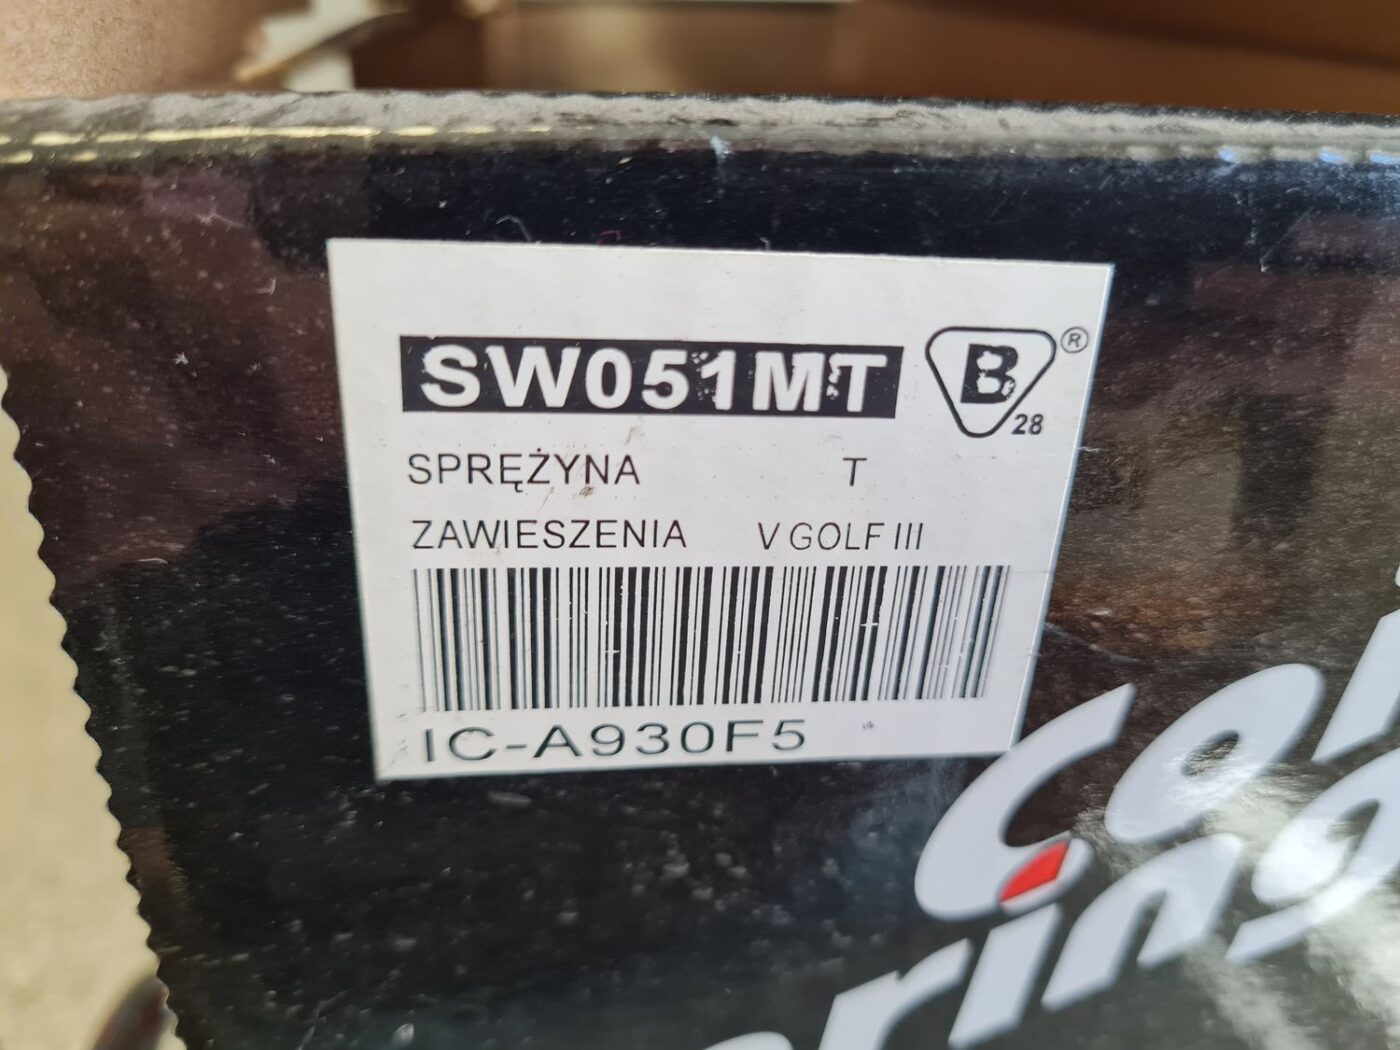 SW051MT
B
®
28
SPRĘŻYNA T
ZAWIESZENIA V GOLF III
IC-A930F5